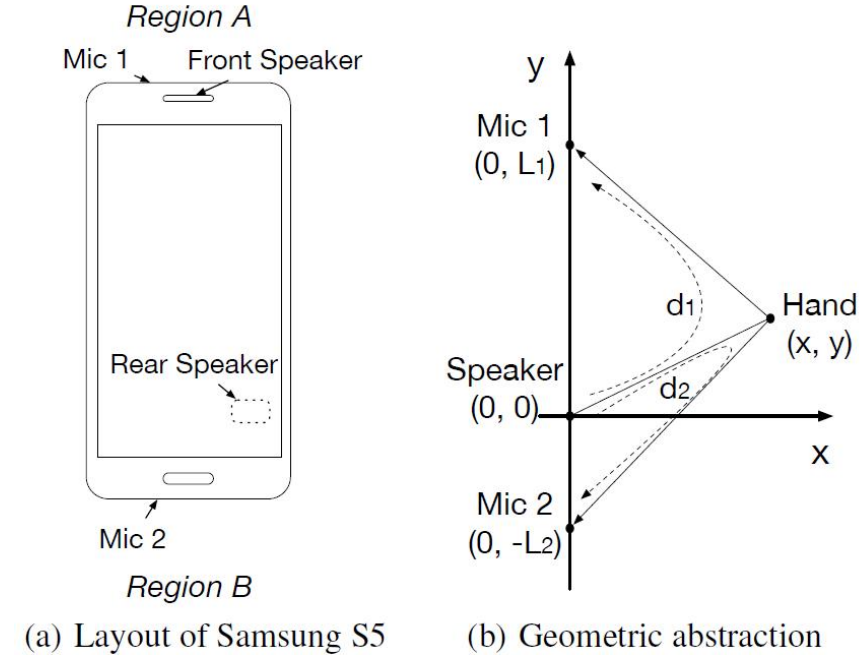 Region A
Mic 1
Front Speaker
Rear Speaker
Mic 2
Region B
(a) Layout of Samsung S5
y
Mic 1
(0, L1)
d1
Hand
(x, y)
Speaker
(0, 0)
d2
x
Mic 2
(0, -L2)
(b) Geometric abstraction